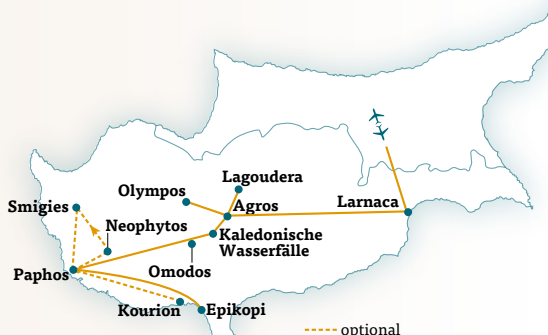 Lagoudera
Olympos
Agros
Larnaca
Smigies
Neophytos
Kaledonische
Wasserfälle
Paphos
Omodos
Kourion
Epikopi
optional